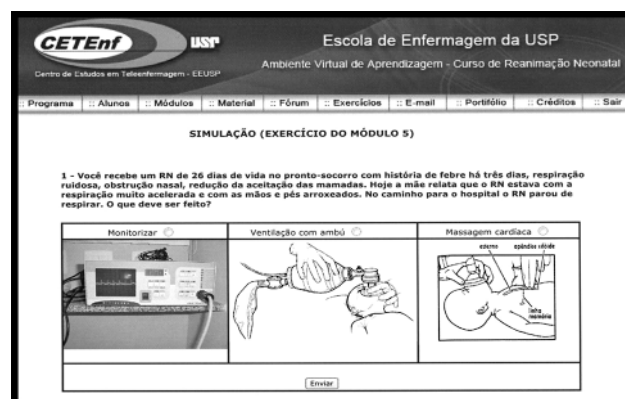 CETEnf
USP
Centro de Estudos em Teleenfermagem - EEUSP
Escola de Enfermagem da USP
Ambiente Virtual de Aprendizagem - Curso de Reanimação Neonatal
:: Programa :: Alunos :: Módulos :: Material :: Fórum :: Exercícios :: E-mail :: Portifólio :: Créditos :: Sair
SIMULAÇÃO (EXERCÍCIO DO MÓDULO 5)
1 - Você recebe um RN de 26 dias de vida no pronto-socorro com história de febre há três dias, respiração
ruidosa, obstrução nasal, redução da aceitação das mamadas. Hoje a mãe relata que o RN estava com a
respiração muito acelerada e com as mãos e pés arroxeados. No caminho para o hospital o RN parou de
respirar. O que deve ser feito?
Monitorizar
Ventilação com ambú
Massagem cardíaca
apêndice xifóide
linha
mamária
Enviar